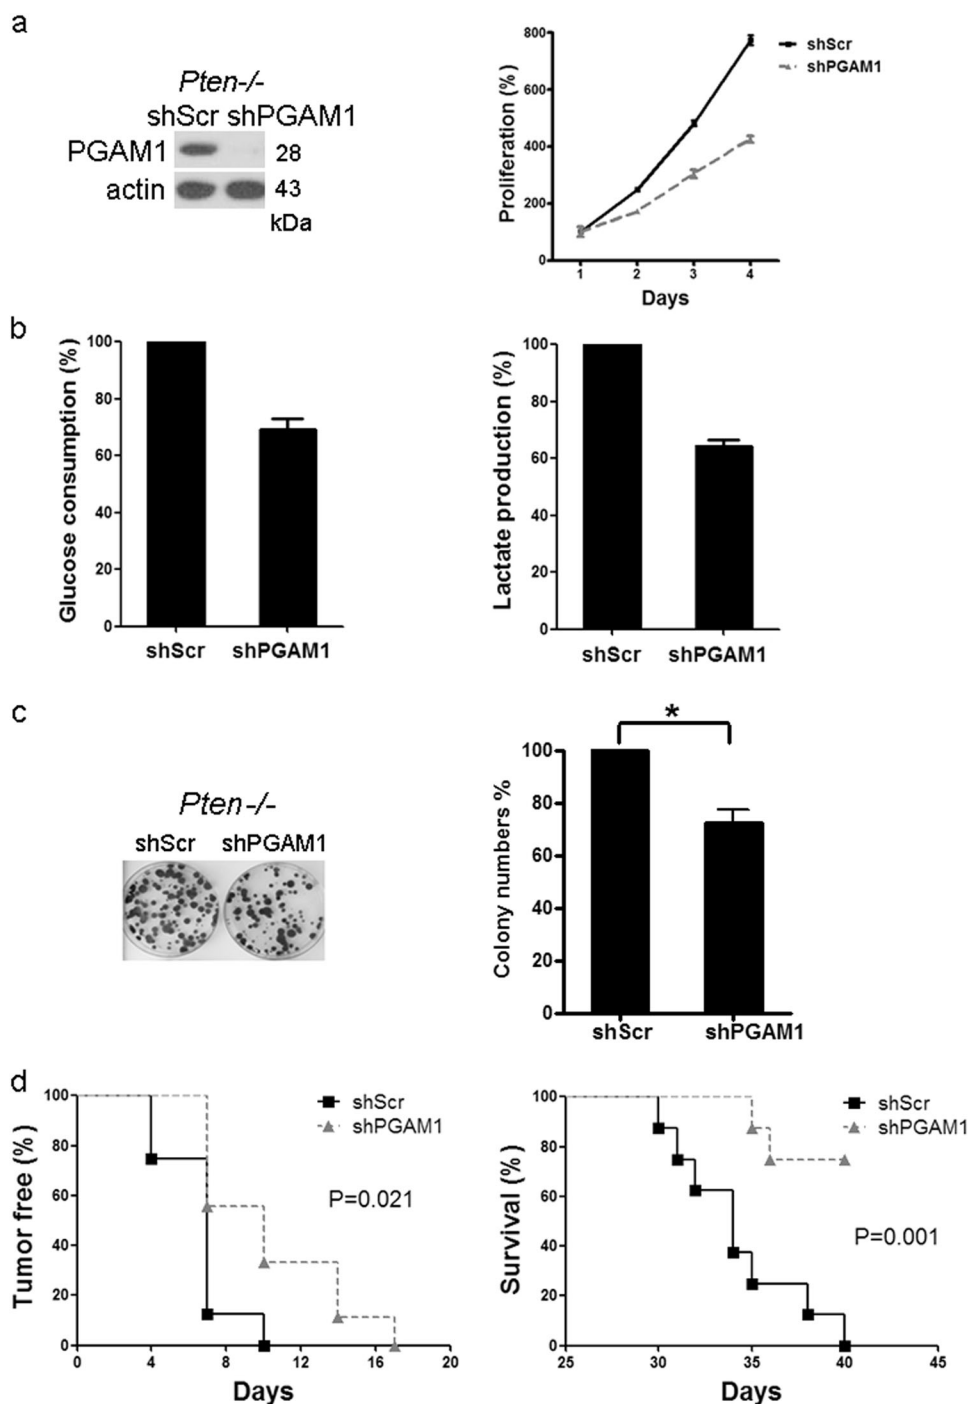 a
Pten-/-
shScr shPGAM1
PGAM1 28
actin 43
kDa
Proliferation (%)
800
600
400
200
0
1 2 3 4
Days
shScr
shPGAM1
b
Glucose consumption (%)
100
80
60
40
20
0
shScr shPGAM1
Lactate production (%)
100
80
60
40
20
0
shScr shPGAM1
c
Pten -/-
shScr shPGAM1
Colony numbers %
100
80
60
40
20
0
*
shScr shPGAM1
d
Tumor free (%)
100
80
60
40
20
0
0 4 8 12 16 20
Days
shScr
shPGAM1
P=0.021
Survival (%)
100
80
60
40
20
0
25 30 35 40 45
Days
shScr
shPGAM1
P=0.001